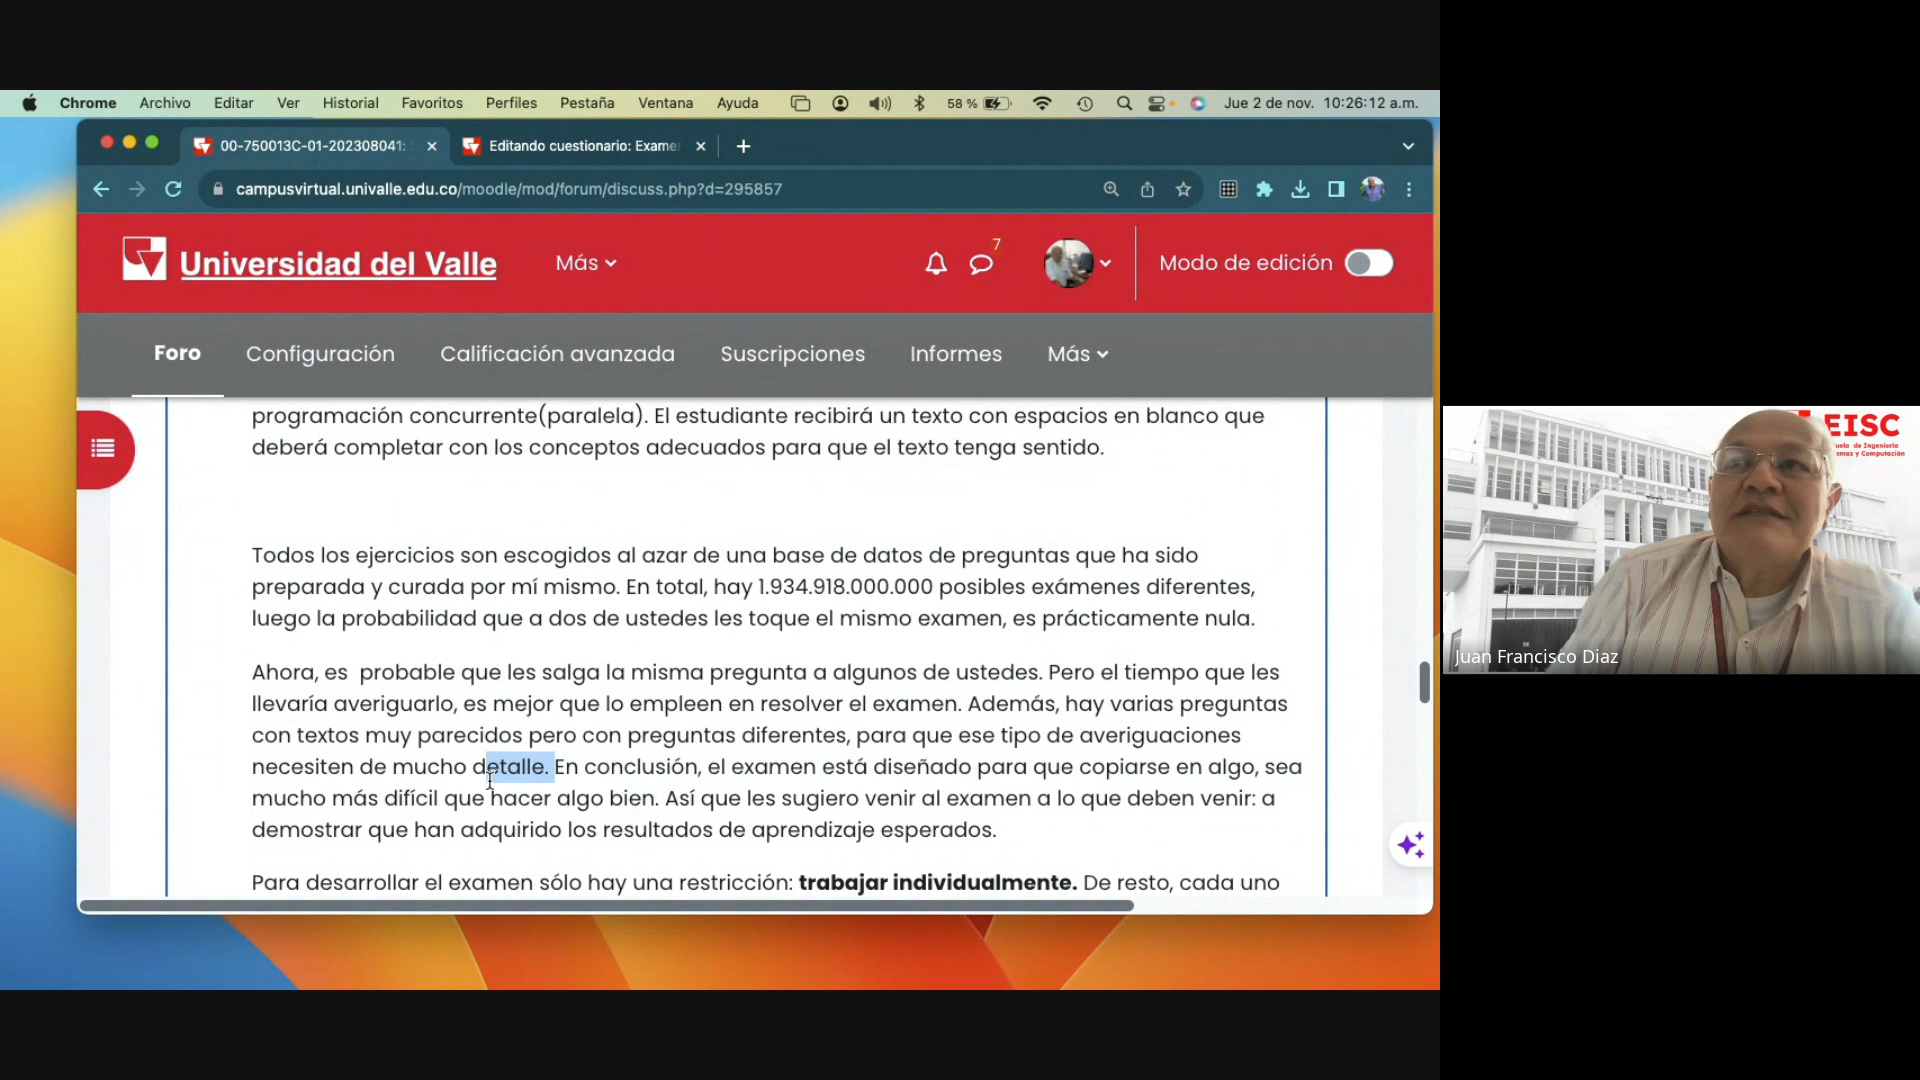 Chrome Archivo Editar Ver Historial Favoritos Perfiles Pestaña Ventana Ayuda 58 % Jue 2 de nov. 10:26:12 a.m.
00-750013C-01-202308041: Editando cuestionario: Examen
campusvirtual.univalle.edu.co/moodle/mod/forum/discuss.php?d=295857
Universidad del Valle Más 7 Modo de edición
Foro Configuración Calificación avanzada Suscripciones Informes Más
programación concurrente(paralela). El estudiante recibirá un texto con espacios en blanco que
deberá completar con los conceptos adecuados para que el texto tenga sentido.
Todos los ejercicios son escogidos al azar de una base de datos de preguntas que ha sido
preparada y curada por mí mismo. En total, hay 1.934.918.000.000 posibles exámenes diferentes,
luego la probabilidad que a dos de ustedes les toque el mismo examen, es prácticamente nula.
Ahora, es  probable que les salga la misma pregunta a algunos de ustedes. Pero el tiempo que les
llevaría averiguarlo, es mejor que lo empleen en resolver el examen. Además, hay varias preguntas
con textos muy parecidos pero con preguntas diferentes, para que ese tipo de averiguaciones
necesiten de mucho detalle. En conclusión, el examen está diseñado para que copiarse en algo, sea
mucho más difícil que hacer algo bien. Así que les sugiero venir al examen a lo que deben venir: a
demostrar que han adquirido los resultados de aprendizaje esperados.
Para desarrollar el examen sólo hay una restricción: trabajar individualmente. De resto, cada uno
EISC
uela de Ingeniería
emas y Computación
Juan Francisco Diaz